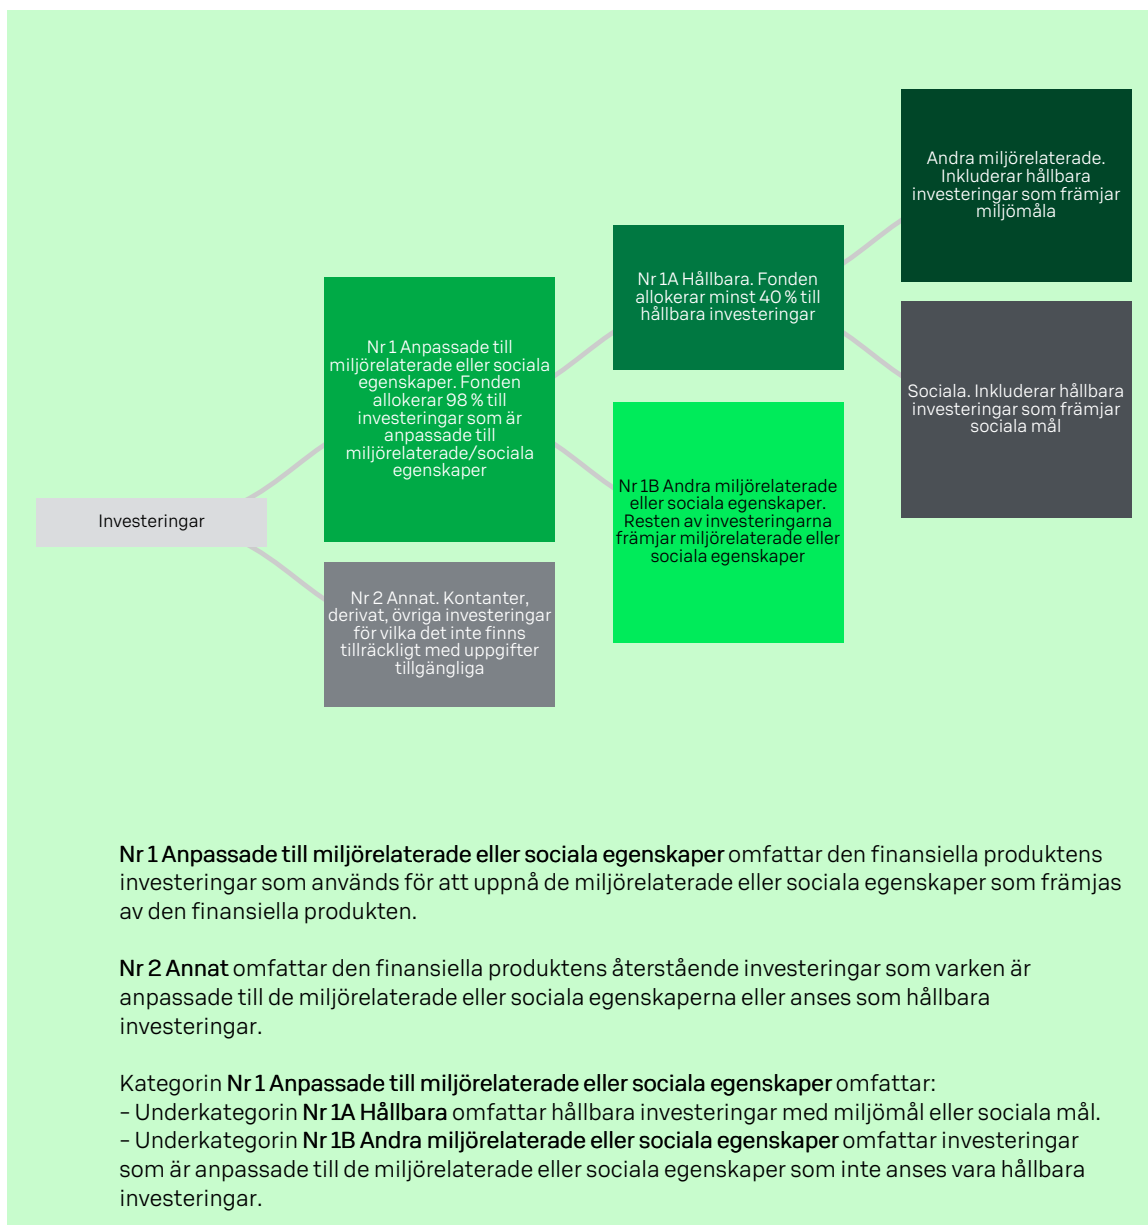 Andra miljörelaterade.
Inkluderar hållbara
investeringar som främjar
miljömåla
Nr 1A Hållbara. Fonden
allokerar minst 40 % till
hållbara investeringar
Nr 1 Anpassade till
miljörelaterade eller sociala
egenskaper. Fonden
allokerar 98 % till
investeringar som är
anpassade till
miljörelaterade/sociala
egenskaper
Sociala. Inkluderar hållbara
investeringar som främjar
sociala mål
Nr 1B Andra miljörelaterade
eller sociala egenskaper.
Resten av investeringarna
främjar miljörelaterade eller
sociala egenskaper
Investeringar
Nr 2 Annat. Kontanter,
derivat, övriga investeringar
för vilka det inte finns
tillräckligt med uppgifter
tillgängliga
Nr 1 Anpassade till miljörelaterade eller sociala egenskaper omfattar den finansiella produktens
investeringar som används för att uppnå de miljörelaterade eller sociala egenskaper som främjas
av den finansiella produkten.
Nr 2 Annat omfattar den finansiella produktens återstående investeringar som varken är
anpassade till de miljörelaterade eller sociala egenskaperna eller anses som hållbara
investeringar.
Kategorin Nr 1 Anpassade till miljörelaterade eller sociala egenskaper omfattar:
– Underkategorin Nr 1A Hållbara omfattar hållbara investeringar med miljömål eller sociala mål.
– Underkategorin Nr 1B Andra miljörelaterade eller sociala egenskaper omfattar investeringar
som är anpassade till de miljörelaterade eller sociala egenskaper som inte anses vara hållbara
investeringar.